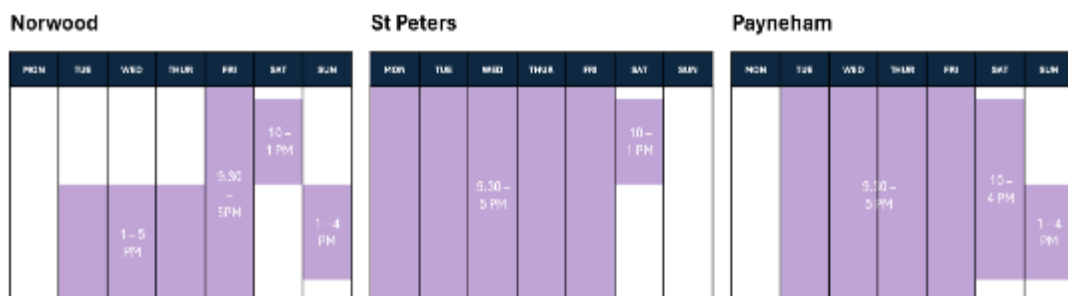 Norwood
MON TUE WED THUR FRI SAT SUN
10 –
1 PM
9.30
–
5PM
1 – 5
PM
1 – 4
PM
St Peters
MON TUE WED THUR FRI SAT SUN
10 –
1 PM
9.30 –
5 PM
Payneham
MON TUE WED THUR FRI SAT SUN
9.30 –
5 PM
10 –
4 PM
1 – 4
PM